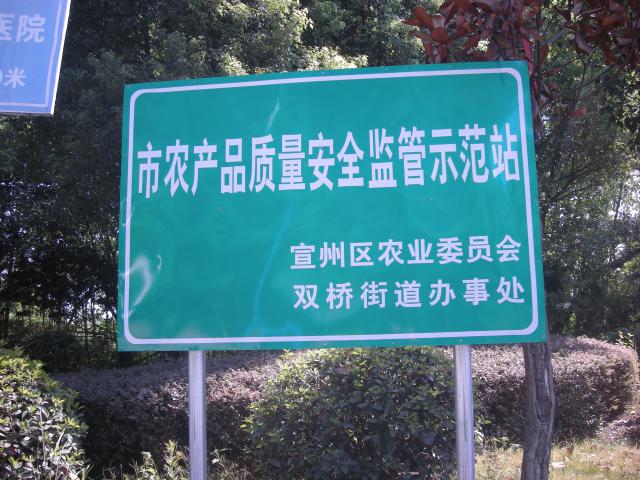 医院
米
市农产品质量安全监管示范站
宣州区农业委员会
双桥街道办事处